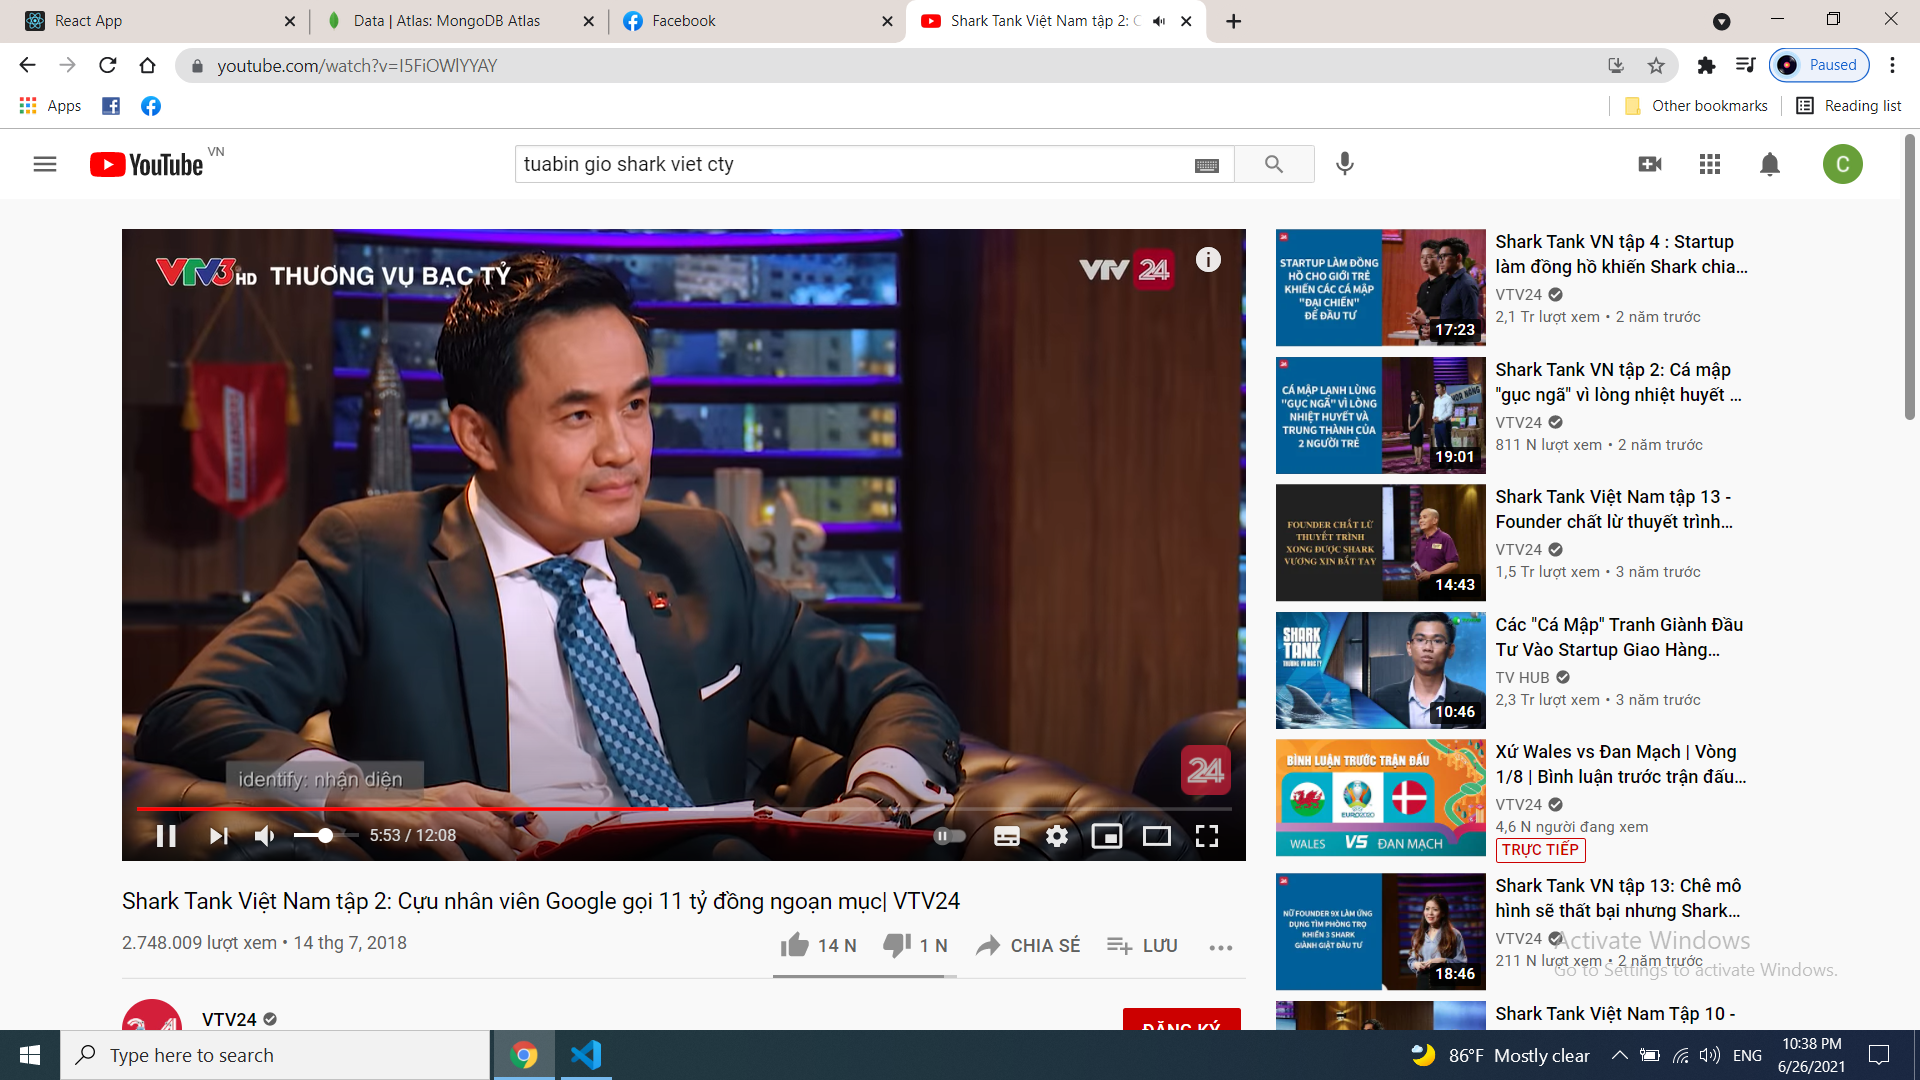 React App
Data | Atlas: MongoDB Atlas
Facebook
Shark Tank Việt Nam tập 2: C
youtube.com/watch?v=I5FiOWlYYAY
Paused
Apps
Other bookmarks
Reading list
YouTube VN
tuabin gio shark viet cty
C
VTV3 HD THƯƠNG VỤ BẠC TỶ
VTV 24
identify: nhận diện
24
5:53 / 12:08
Shark Tank Việt Nam tập 2: Cựu nhân viên Google gọi 11 tỷ đồng ngoạn mục| VTV24
2.748.009 lượt xem • 14 thg 7, 2018
14 N
1 N
CHIA SẺ
LƯU
VTV24
ĐĂNG KÝ
STARTUP LÀM ĐỒNG
HỒ CHO GIỚI TRẺ
KHIẾN CÁC CÁ MẬP
"ĐẠI CHIẾN"
ĐỂ ĐẦU TƯ
17:23
Shark Tank VN tập 4 : Startup
làm đồng hồ khiến Shark chia...
VTV24
2,1 Tr lượt xem • 2 năm trước
CÁ MẬP LẠNH LÙNG
"GỤC NGÃ" VÌ LÒNG
NHIỆT HUYẾT VÀ
TRUNG THÀNH CỦA
2 NGƯỜI TRẺ
19:01
Shark Tank VN tập 2: Cá mập
"gục ngã" vì lòng nhiệt huyết ...
VTV24
811 N lượt xem • 2 năm trước
FOUNDER CHẤT LỪ
THUYẾT TRÌNH
XONG ĐƯỢC SHARK
VƯƠNG XIN BẮT TAY
14:43
Shark Tank Việt Nam tập 13 -
Founder chất lừ thuyết trình...
VTV24
1,5 Tr lượt xem • 3 năm trước
SHARK
TANK
THƯƠNG VỤ BẠC TỶ
10:46
Các "Cá Mập" Tranh Giành Đầu
Tư Vào Startup Giao Hàng...
TV HUB
2,3 Tr lượt xem • 3 năm trước
BÌNH LUẬN TRƯỚC TRẬN ĐẤU
EURO2020
WALES VS ĐAN MẠCH
Xứ Wales vs Đan Mạch | Vòng
1/8 | Bình luận trước trận đấu...
VTV24
4,6 N người đang xem
TRỰC TIẾP
NỮ FOUNDER 9X LÀM ỨNG
DỤNG TÌM PHÒNG TRỌ
KHIẾN 3 SHARK
GIÀNH GIẬT ĐẦU TƯ
18:46
Shark Tank VN tập 13: Chê mô
hình sẽ thất bại nhưng Shark...
VTV24
211 N lượt xem • 2 năm trước
Shark Tank Việt Nam Tập 10 -
Activate Windows
Go to Settings to activate Windows.
Type here to search
86°F Mostly clear
ENG
10:38 PM
6/26/2021